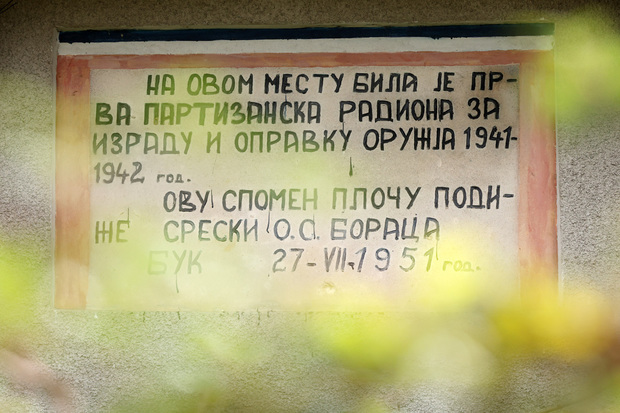 НА ОВОМ МЕСТУ БИЛА ЈЕ ПР-
ВА ПАРТИЗАНСКА РАДИОНА ЗА
ИЗРАДУ И ОПРАВКУ ОРУЖЈА 1941-
1942 год.
ОВУ СПОМЕН ПЛОЧУ ПОДИ-
ЖЕ СРЕСКИ О.С. БОРАЦА
БУК 27-VII-1951 год.